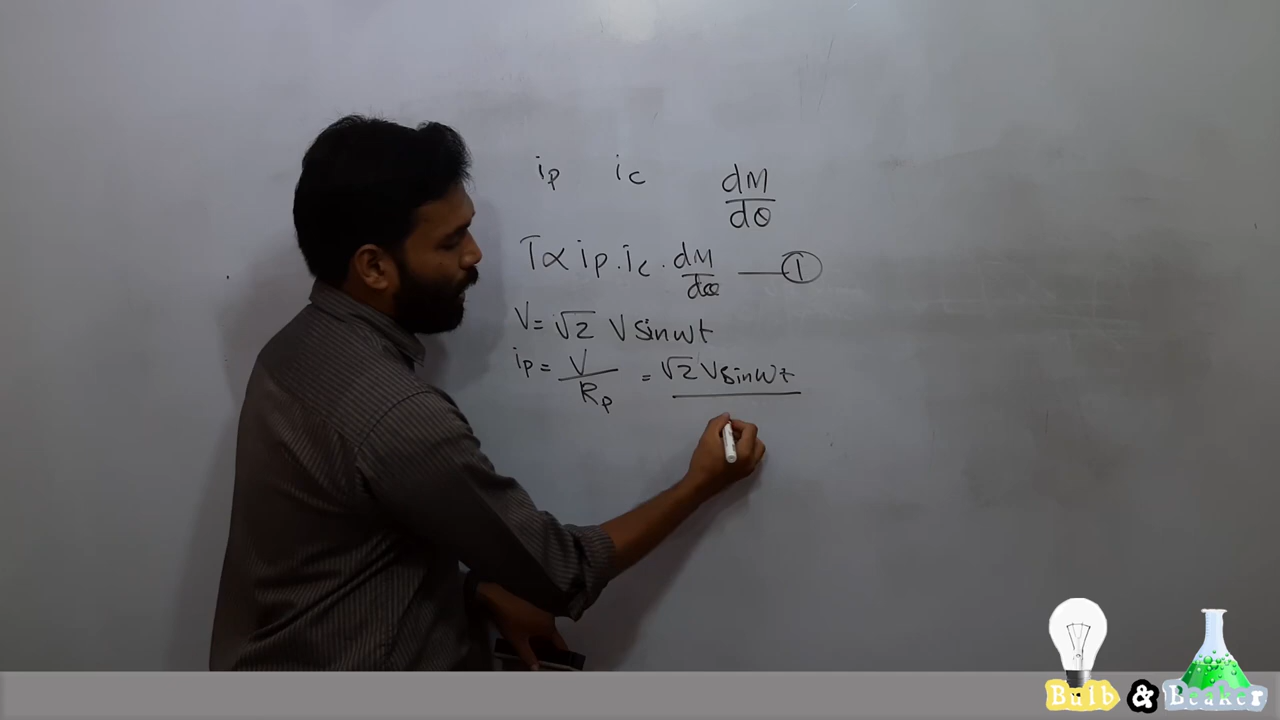 ip ic dM/dθ
T∝ ip.ic.dM/dθ —①
V= √2 V sinωt
ip = V/Rp = √2 V sinωt
Bulb & Beaker